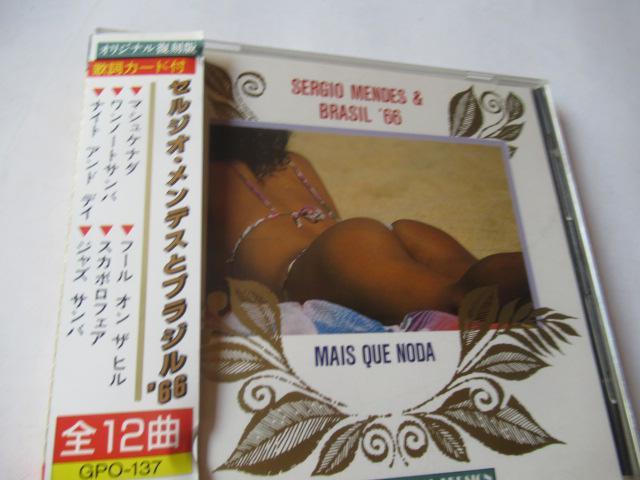 オリジナル復刻版
歌詞カード付
セルジオ・メンデスとブラジル'66
▼マシュケナダ
▼ワンノートサンバ
▼ナイト アンド デイ
▼フール オン ザ ヒル
▼スカボロフェア
▼ジャズ サンバ
全12曲
GPO-137
SERGIO MENDES &
BRASIL '66
MAIS QUE NODA